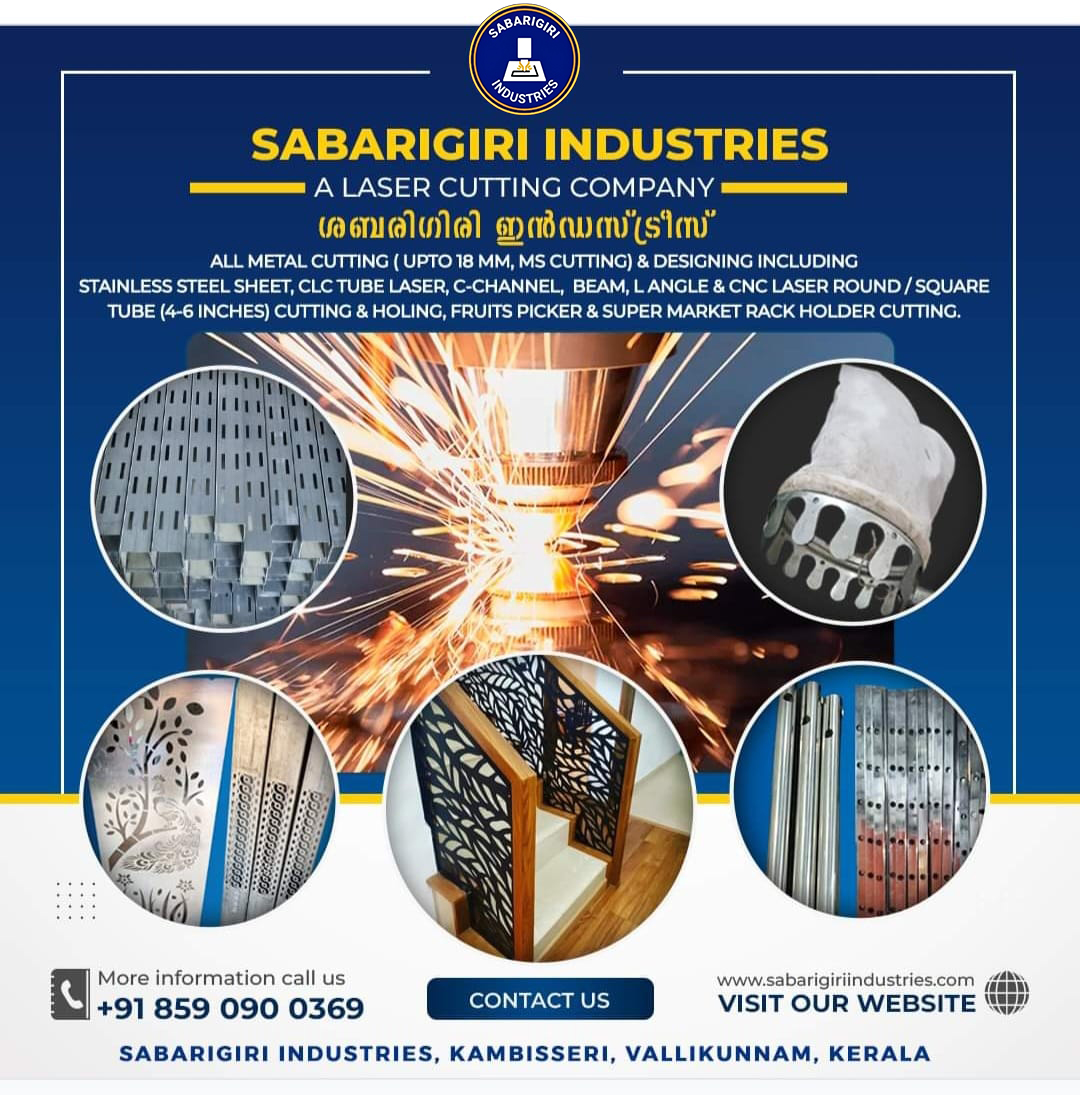 SABARIGIRI
INDUSTRIES
SABARIGIRI INDUSTRIES
A LASER CUTTING COMPANY
ശബരിഗിരി ഇൻഡസ്ട്രീസ്
ALL METAL CUTTING ( UPTO 18 MM, MS CUTTING) & DESIGNING INCLUDING
STAINLESS STEEL SHEET, CLC TUBE LASER, C-CHANNEL, BEAM, L ANGLE & CNC LASER ROUND / SQUARE
TUBE (4-6 INCHES) CUTTING & HOLING, FRUITS PICKER & SUPER MARKET RACK HOLDER CUTTING.
More information call us
+91 859 090 0369
CONTACT US
www.sabarigiriindustries.com
VISIT OUR WEBSITE
SABARIGIRI INDUSTRIES, KAMBISSERI, VALLIKUNNAM, KERALA